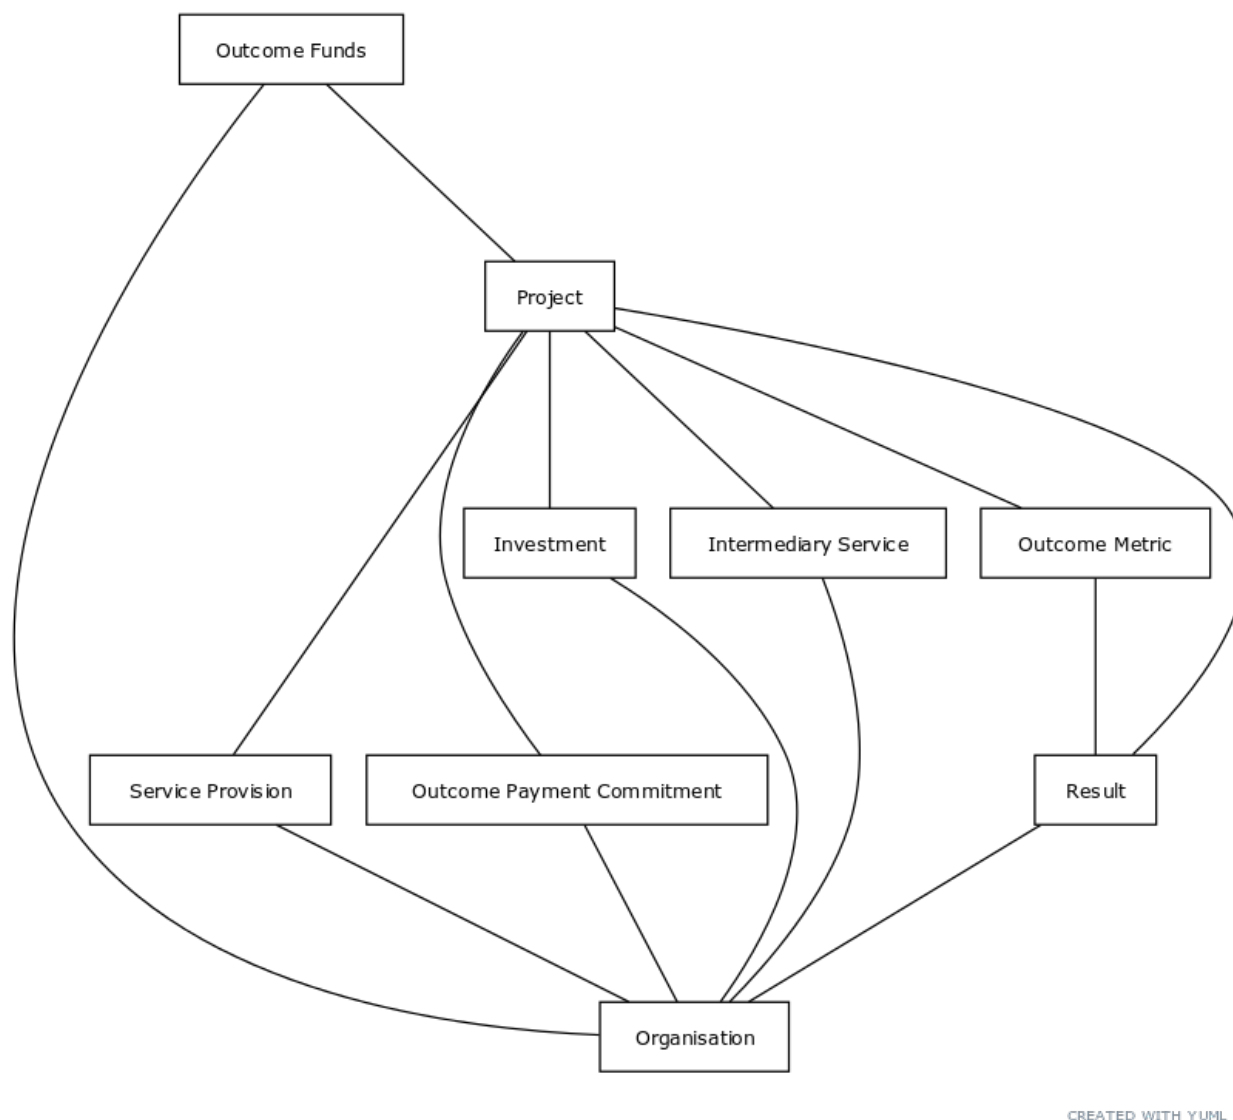 Outcome Funds
Project
Investment
Intermediary Service
Outcome Metric
Service Provision
Outcome Payment Commitment
Result
Organisation
CREATED WITH YUML